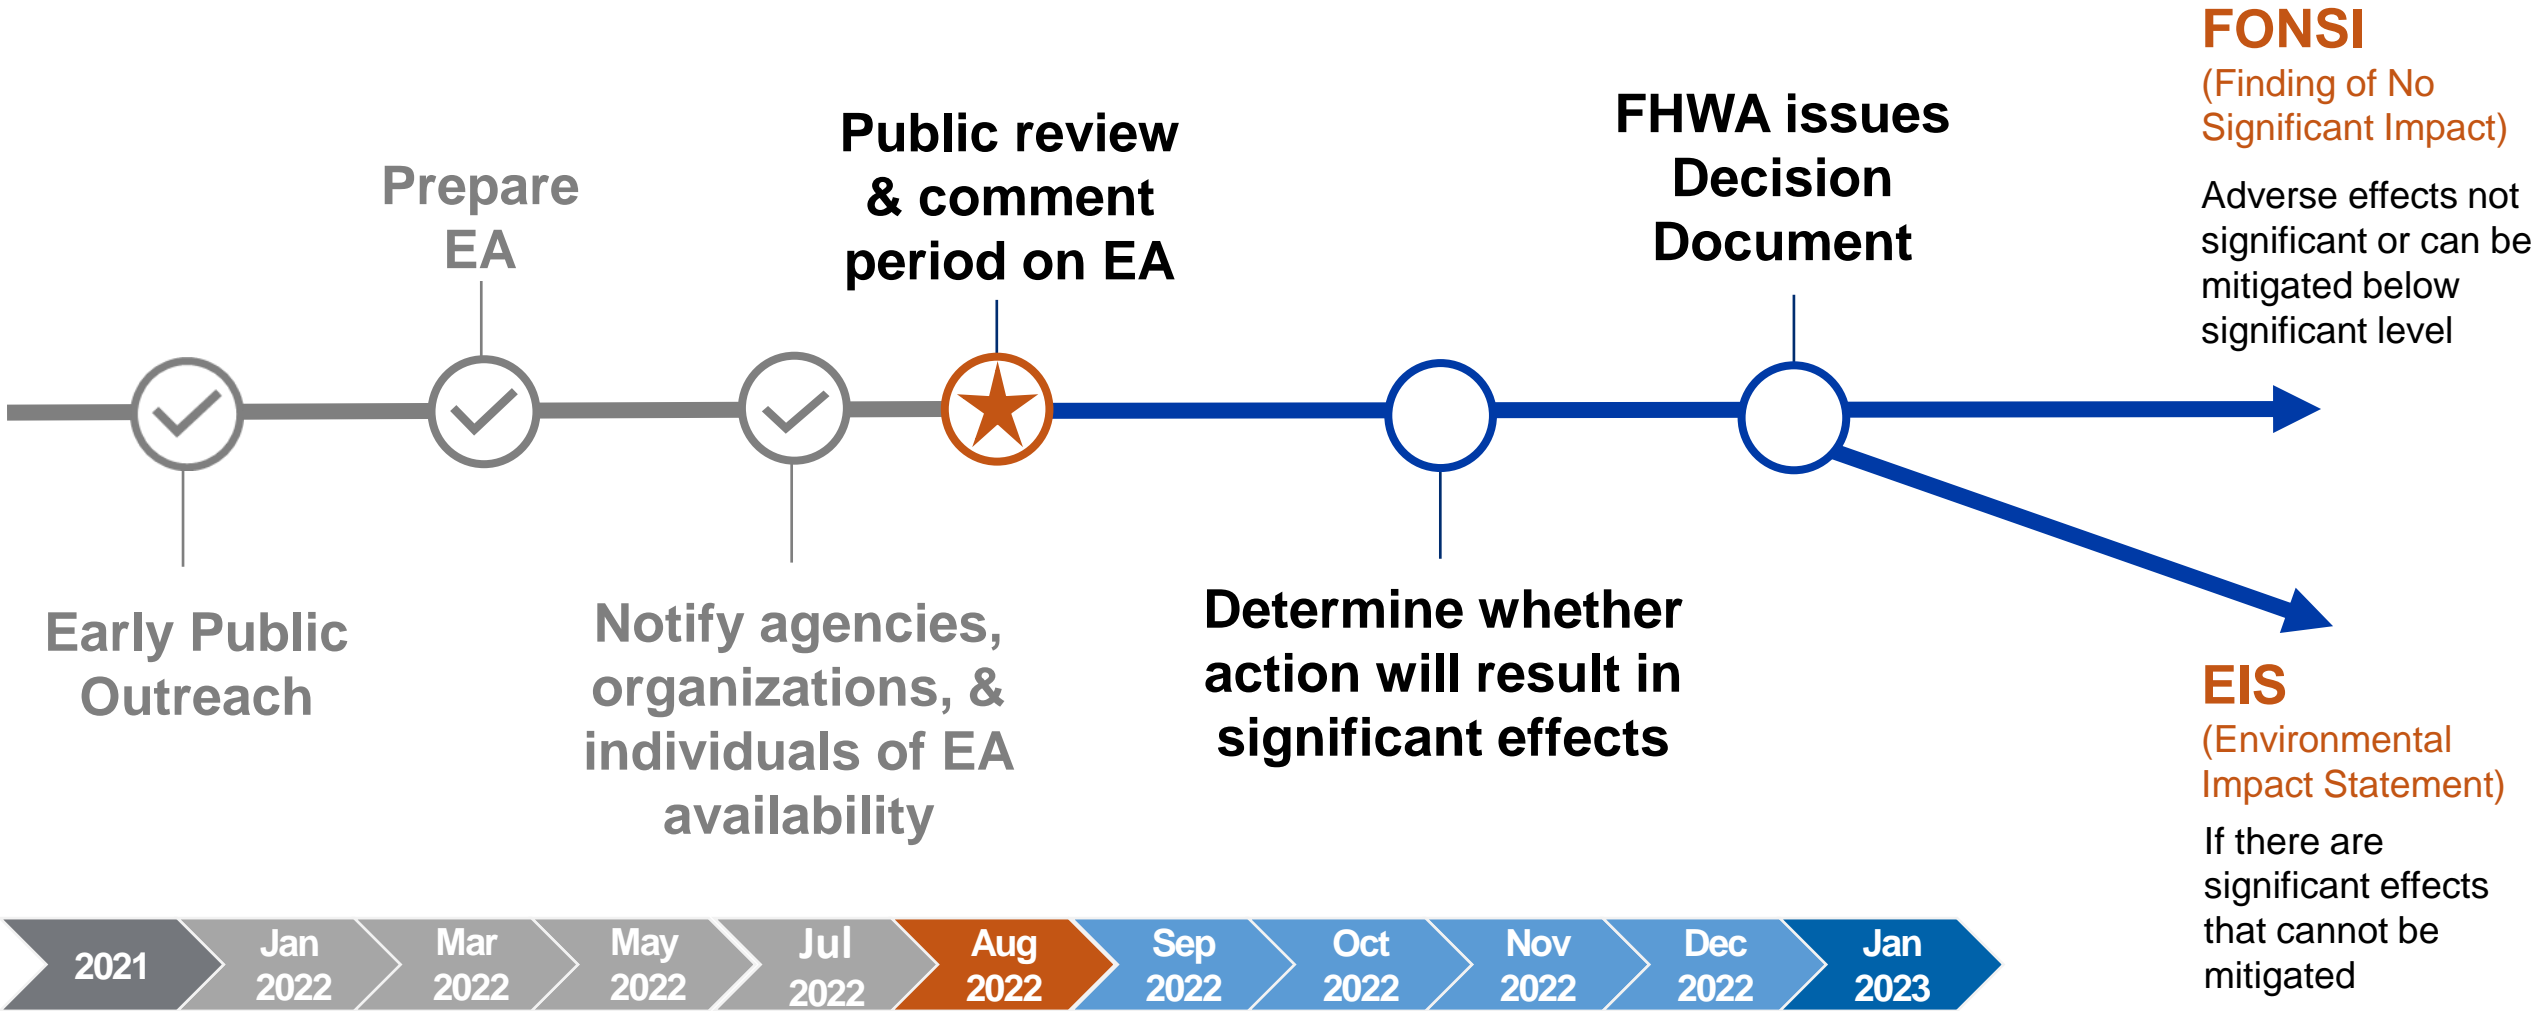 Early Public
Outreach
Prepare
EA
Notify agencies,
organizations, &
individuals of EA
availability
Public review
& comment
period on EA
Determine whether
action will result in
significant effects
FHWA issues
Decision
Document
FONSI
(Finding of No
Significant Impact)
Adverse effects not
significant or can be
mitigated below
significant level
EIS
(Environmental
Impact Statement)
If there are
significant effects
that cannot be
mitigated
2021
Jan
2022
Mar
2022
May
2022
Jul
2022
Aug
2022
Sep
2022
Oct
2022
Nov
2022
Dec
2022
Jan
2023